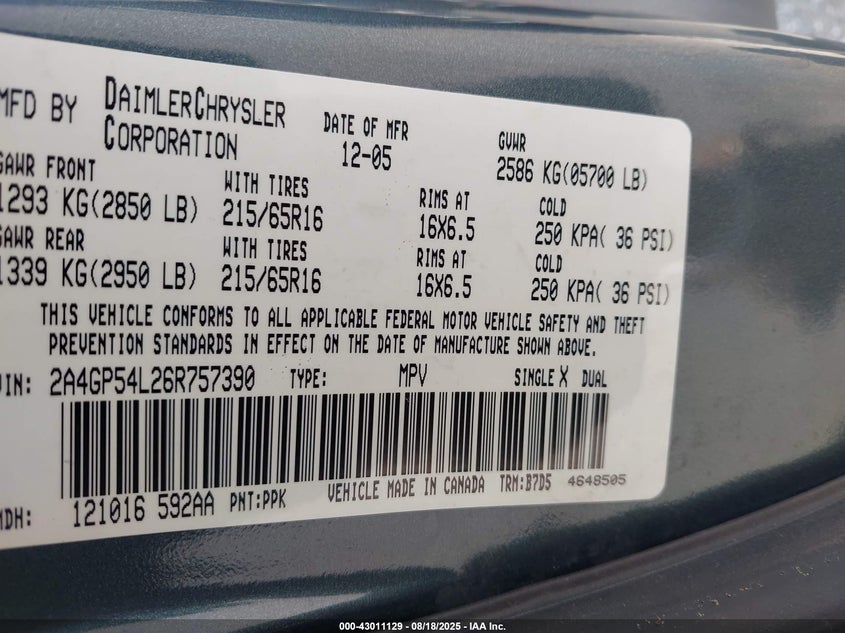 MFD BY DAIMLERCHRYSLER CORPORATION
DATE OF MFR 12-05
GVWR 2586 KG(05700 LB)
GAWR FRONT 1293 KG(2850 LB)
WITH TIRES 215/65R16
RIMS AT 16X6.5
COLD 250 KPA( 36 PSI)
GAWR REAR 1339 KG(2950 LB)
WITH TIRES 215/65R16
RIMS AT 16X6.5
COLD 250 KPA( 36 PSI)
THIS VEHICLE CONFORMS TO ALL APPLICABLE FEDERAL MOTOR VEHICLE SAFETY AND THEFT
PREVENTION STANDARDS IN EFFECT ON THE DATE OF MANUFACTURE SHOWN ABOVE.
VIN: 2A4GP54L26R757390 TYPE: MPV SINGLE X DUAL
MDH: 121016 592AA PNT:PPK VEHICLE MADE IN CANADA TRM:B7D5 4648505
000-43011129 - 08/18/2025 - IAA Inc.